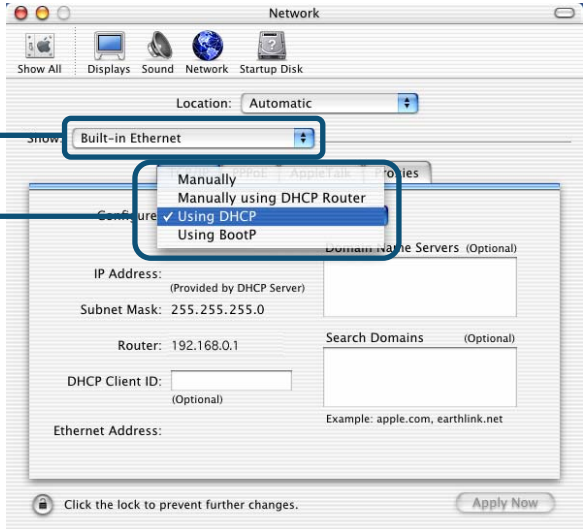 Network
Show All Displays Sound Network Startup Disk
Location: Automatic
Show: Built-in Ethernet
PPPoE AppleTalk Proxies
Manually
Manually using DHCP Router
Configure ✓ Using DHCP
Using BootP
Domain Name Servers (Optional)
IP Address:
(Provided by DHCP Server)
Subnet Mask: 255.255.255.0
Router: 192.168.0.1
Search Domains (Optional)
DHCP Client ID:
(Optional)
Example: apple.com, earthlink.net
Ethernet Address:
Click the lock to prevent further changes.
Apply Now